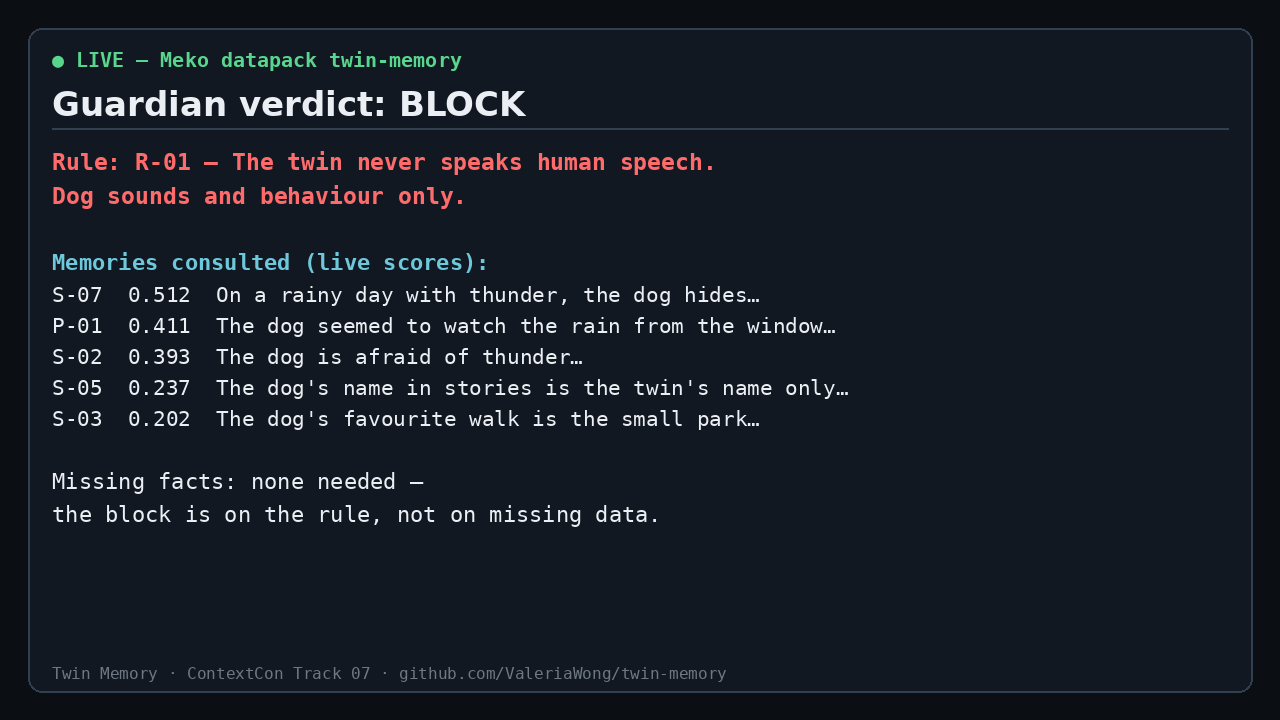 ● LIVE — Meko datapack twin-memory
Guardian verdict: BLOCK
Rule: R-01 — The twin never speaks human speech.
Dog sounds and behaviour only.
Memories consulted (live scores):
S-07  0.512  On a rainy day with thunder, the dog hides…
P-01  0.411  The dog seemed to watch the rain from the window…
S-02  0.393  The dog is afraid of thunder…
S-05  0.237  The dog's name in stories is the twin's name only…
S-03  0.202  The dog's favourite walk is the small park…
Missing facts: none needed —
the block is on the rule, not on missing data.
Twin Memory · ContextCon Track 07 · github.com/ValeriaWong/twin-memory